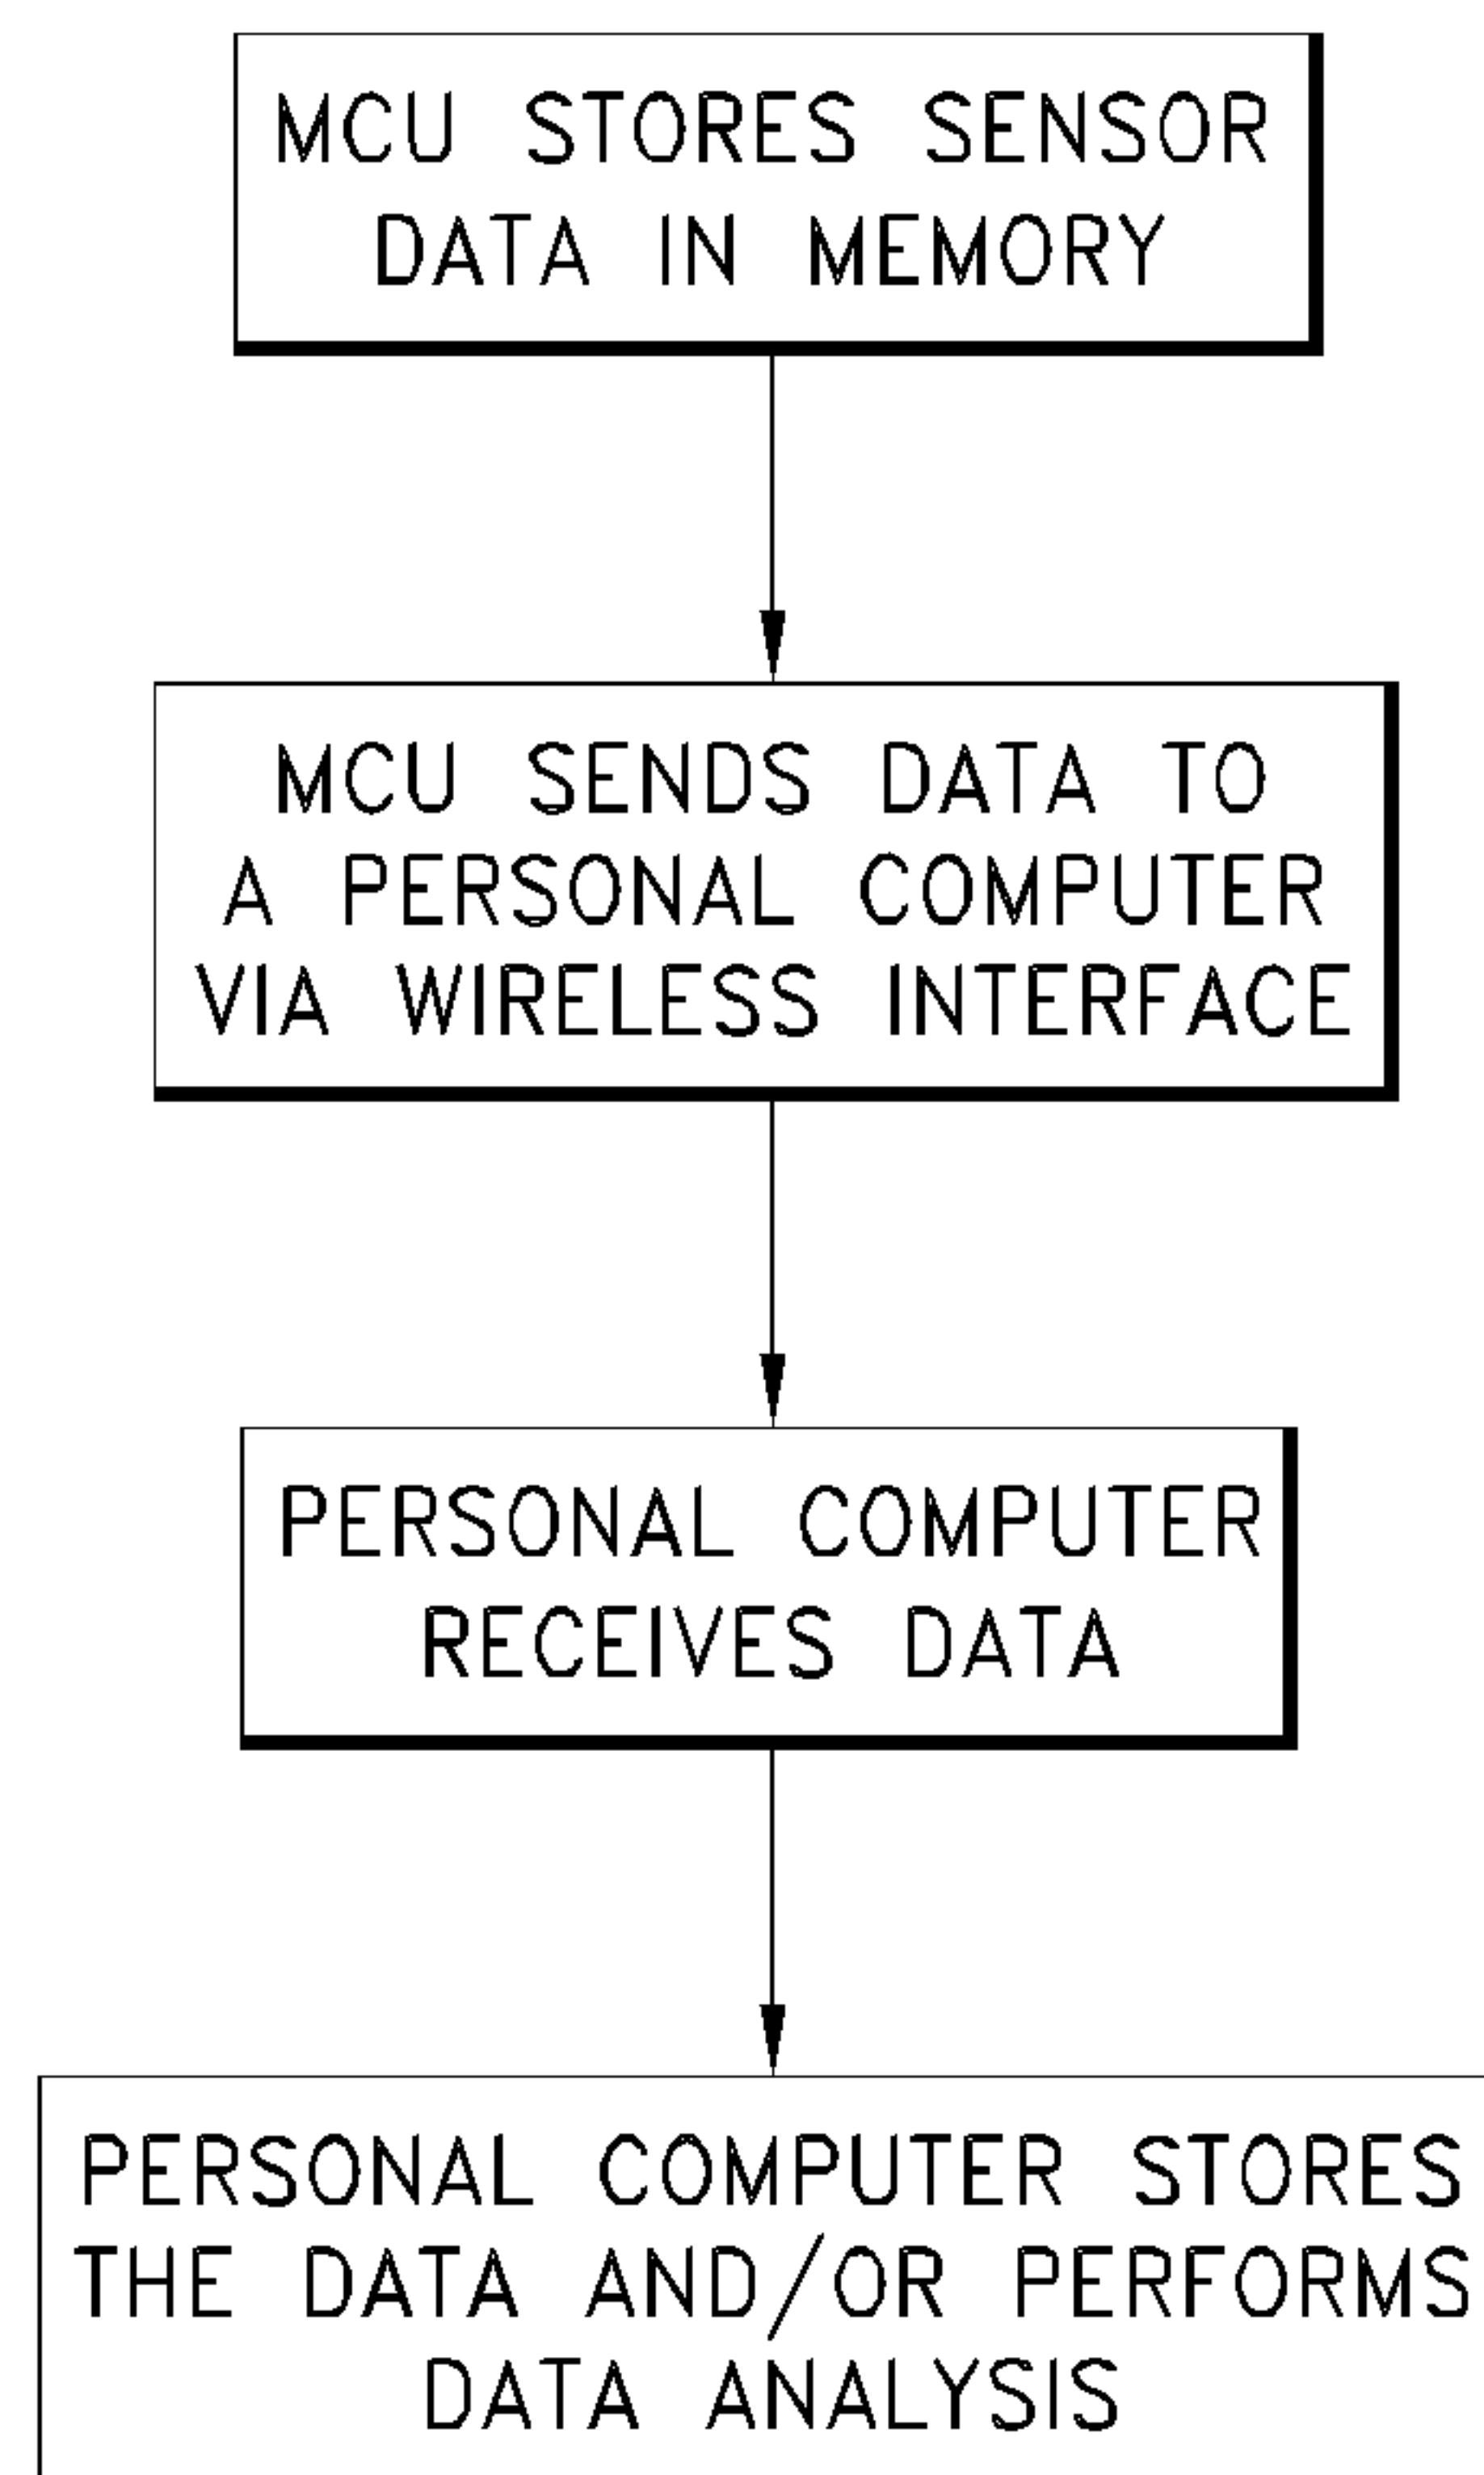 MCU STORES SENSOR
DATA IN MEMORY
MCU SENDS DATA TO
A PERSONAL COMPUTER
VIA WIRELESS INTERFACE
PERSONAL COMPUTER
RECEIVES DATA
PERSONAL COMPUTER STORES
THE DATA AND/OR PERFORMS
DATA ANALYSIS